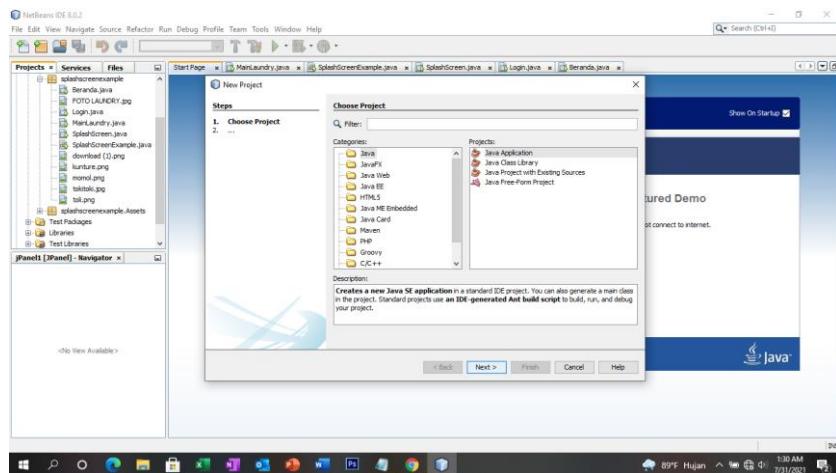 NetBeans IDE 8.0.2
File Edit View Navigate Source Refactor Run Debug Profile Team Tools Window Help
Search (Ctrl+I)
Projects Services Files
Start Page MainLaundry.java SplashScreenExample.java SplashScreen.java Login.java Beranda.java
splashscreenexample
Beranda.java
FOTO LAUNDRY.jpg
Login.java
MainLaundry.java
SplashScreen.java
SplashScreenExample.java
download (1).png
kunture.png
momol.png
tokitoki.jpg
toli.png
splashscreenexample.Assets
Test Packages
Libraries
Test Libraries
jPanel1 [JPanel] - Navigator
<No View Available>
New Project
Steps
1. Choose Project
2. ...
Choose Project
Filter:
Categories:
Java
JavaFX
Java Web
Java EE
HTML5
Java ME Embedded
Java Card
Maven
PHP
Groovy
C/C++
Projects:
Java Application
Java Class Library
Java Project with Existing Sources
Java Free-Form Project
Description:
Creates a new Java SE application in a standard IDE project. You can also generate a main class
in the project. Standard projects use an IDE-generated Ant build script to build, run, and debug
your project.
< Back Next > Finish Cancel Help
Show On Startup
tured Demo
ot connect to internet.
Java
89°F Hujan
1:30 AM
7/31/2021